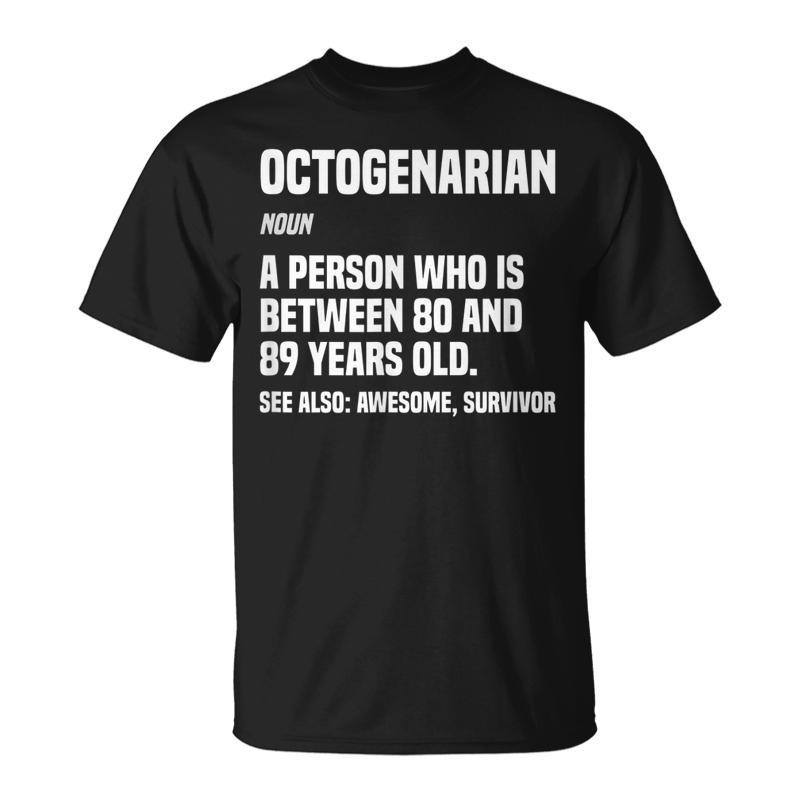 OCTOGENARIAN
NOUN
A PERSON WHO IS
BETWEEN 80 AND
89 YEARS OLD.
SEE ALSO: AWESOME, SURVIVOR